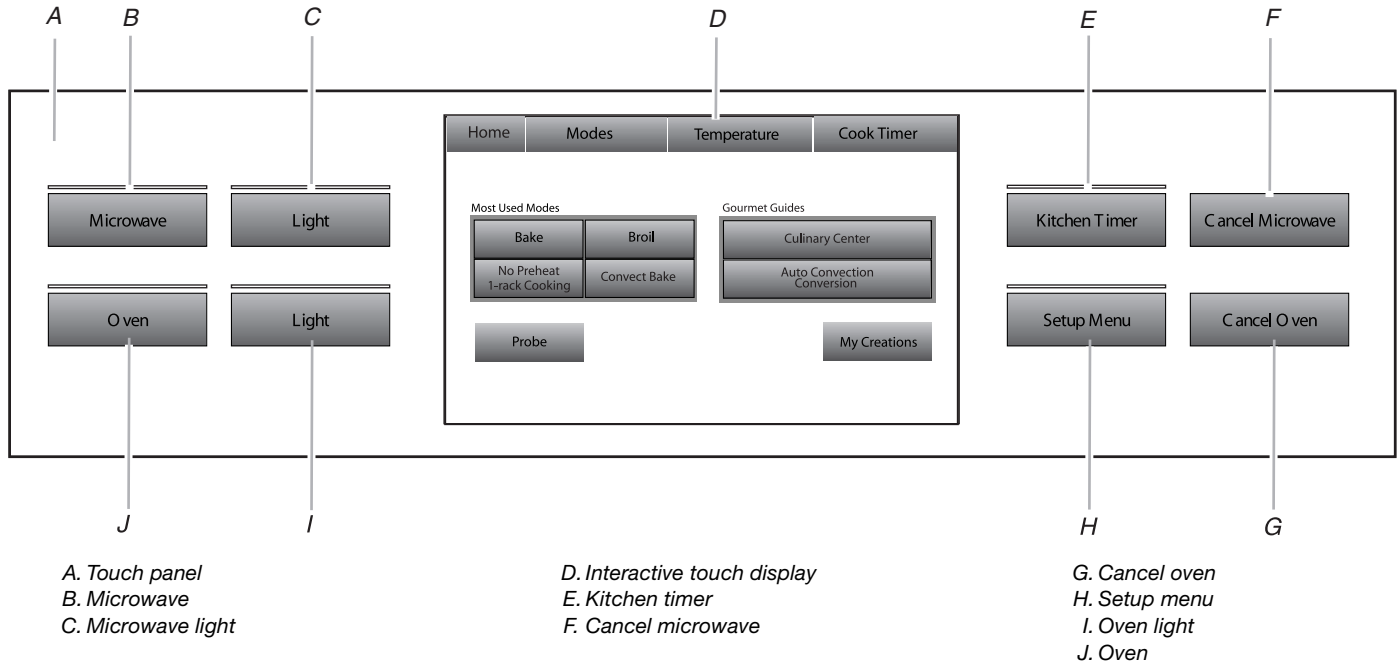 A B C D E F
Home Modes Temperature Cook Timer
Most Used Modes Gourmet Guides
Microwave Light Kitchen Timer Cancel Microwave
Bake Broil Culinary Center
No Preheat
1-rack Cooking
Convect Bake
Auto Convection
Conversion
Oven Light Setup Menu Cancel Oven
Probe My Creations
J I H G
A. Touch panel
B. Microwave
C. Microwave light
D. Interactive touch display
E. Kitchen timer
F. Cancel microwave
G. Cancel oven
H. Setup menu
I. Oven light
J. Oven